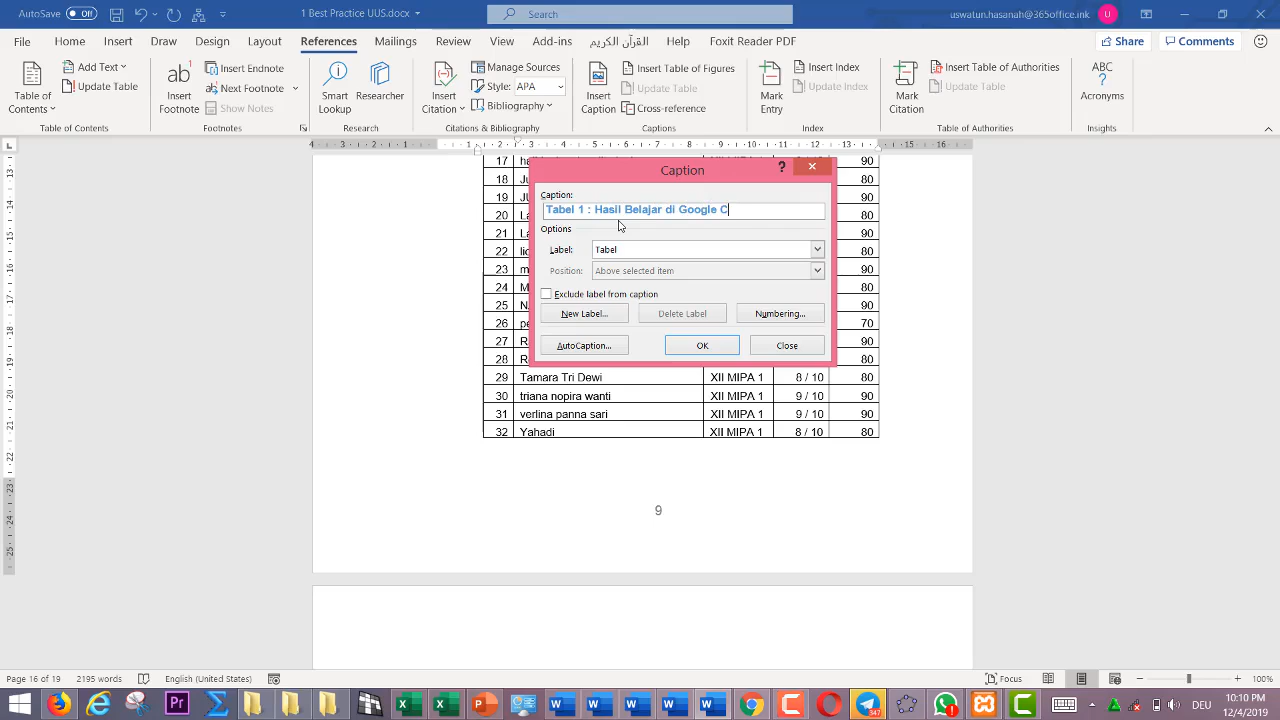 AutoSave Off 1 Best Practice UUS.docx Search uswatun.hasanah@365office.ink U
File Home Insert Draw Design Layout References Mailings Review View Add-ins القرآن الكريم Help Foxit Reader PDF Share Comments
Table of Contents
Add Text
Update Table
Table of Contents
ab1
Insert Footnote
Insert Endnote
Next Footnote
Show Notes
Footnotes
Smart Lookup
Researcher
Research
Insert Citation
Manage Sources
Style: APA
Bibliography
Citations & Bibliography
Insert Caption
Insert Table of Figures
Update Table
Cross-reference
Captions
Mark Entry
Insert Index
Update Index
Index
Mark Citation
Insert Table of Authorities
Update Table
Table of Authorities
ABC
Acronyms
Insights
Caption ?
Caption:
Tabel 1 : Hasil Belajar di Google C
Options
Label: Tabel
Position: Above selected item
Exclude label from caption
New Label... Delete Label Numbering...
AutoCaption... OK Close
17 90
18 80
19 80
20 80
21 90
22 80
23 90
24 80
25 90
26 70
27 90
28 80
29 Tamara Tri Dewi XII MIPA 1 8 / 10 80
30 triana nopira wanti XII MIPA 1 9 / 10 90
31 verlina panna sari XII MIPA 1 9 / 10 90
32 Yahadi XII MIPA 1 8 / 10 80
9
Page 16 of 19 2195 words English (United States) Focus 100%
347 DEU 10:10 PM
12/4/2019